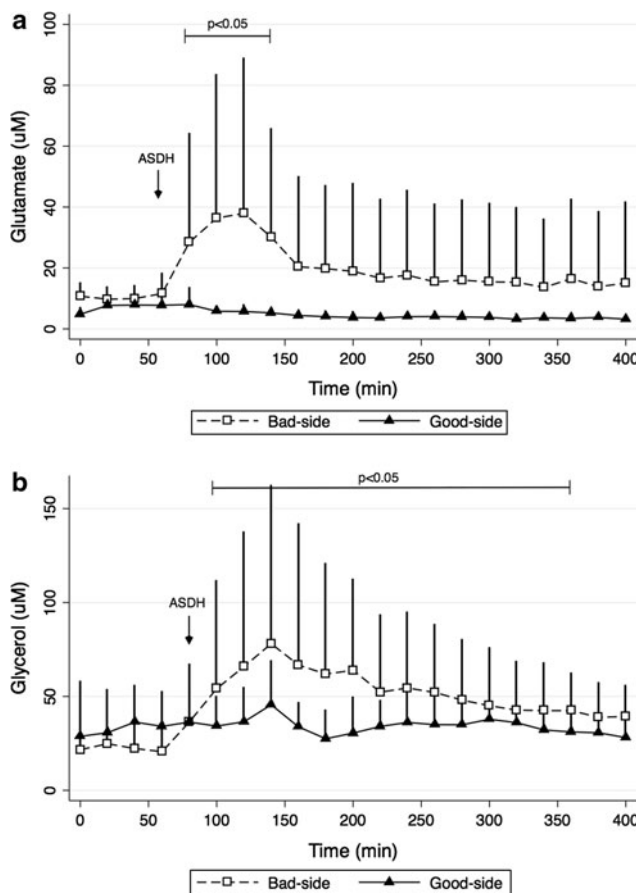 a
p<0.05
ASDH
Glutamate (uM)
0 20 40 60 80 100
0 50 100 150 200 250 300 350 400
Time (min)
Bad-side Good-side
b
p<0.05
ASDH
Glycerol (uM)
0 50 100 150
0 50 100 150 200 250 300 350 400
Time (min)
Bad-side Good-side